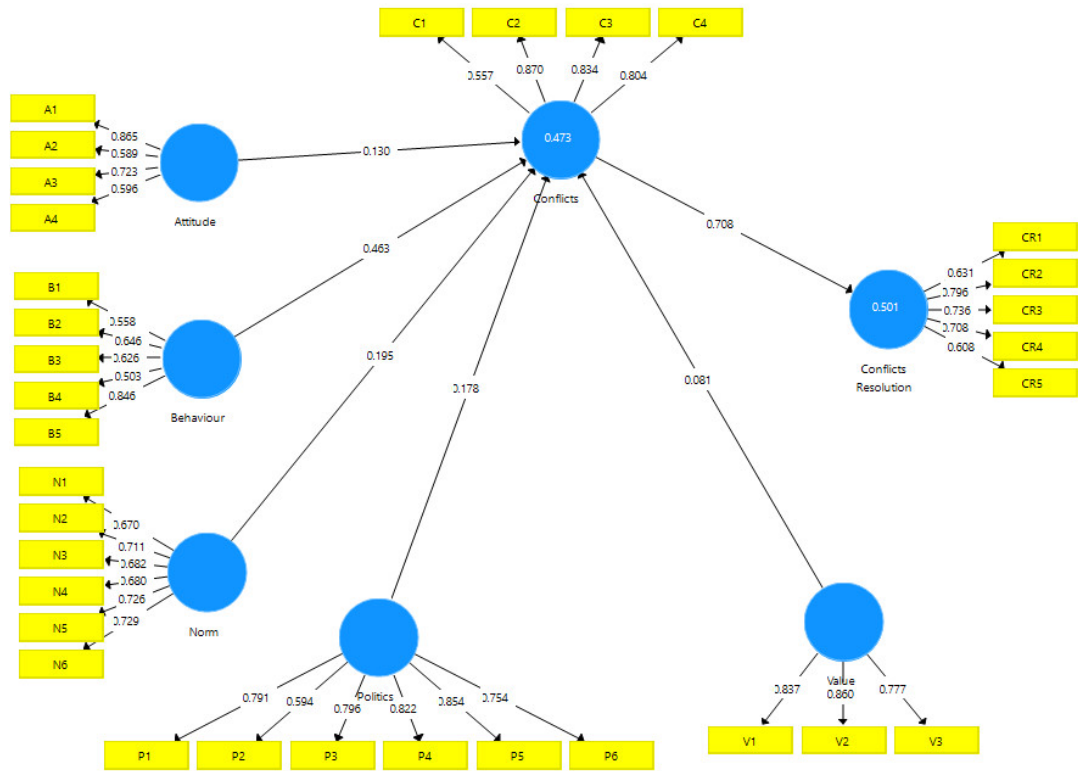 C1
C2
C3
C4
0.557
0.870
0.834
0.804
A1
A2
A3
A4
0.865
0.589
0.723
0.596
Attitude
0.130
0.473
Conflicts
0.708
B1
B2
B3
B4
B5
0.558
0.646
0.626
0.503
0.846
Behaviour
0.463
0.195
0.178
0.081
0.501
Conflicts
Resolution
0.631
0.796
0.736
0.708
0.608
CR1
CR2
CR3
CR4
CR5
N1
N2
N3
N4
N5
N6
0.670
0.711
0.682
0.680
0.726
0.729
Norm
Politics
0.791
0.594
0.796
0.822
0.854
0.754
P1
P2
P3
P4
P5
P6
Value
0.837
0.860
0.777
V1
V2
V3